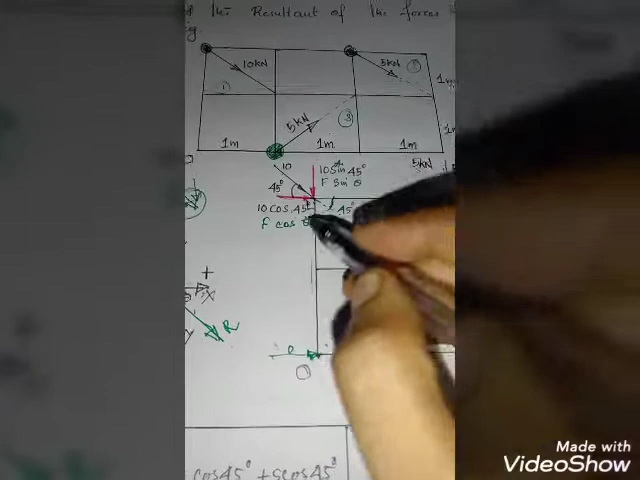 the Resultant of the forces
fig
10kN
5kN
1m
5kN
1m
1m
1m
10
5kN
10 sin 45°
F sin θ
45°
10 cos 45°
45°
F cos θ
+
X
R
cos45° + 5cos45°
Made with
VideoShow